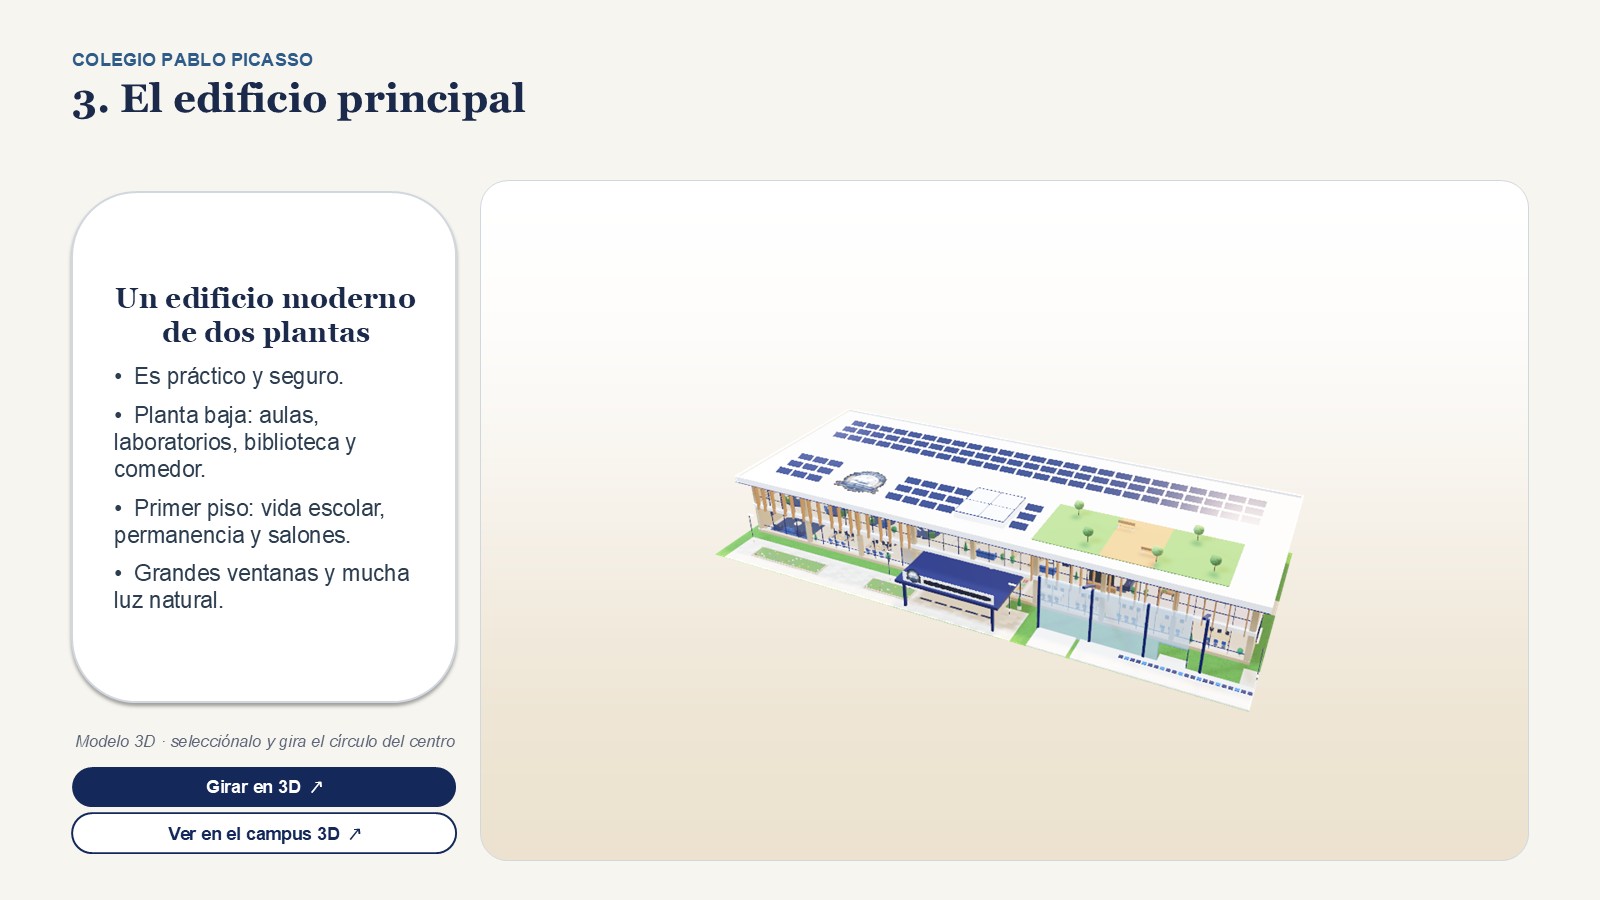 COLEGIO PABLO PICASSO
3. El edificio principal
Un edificio moderno
de dos plantas
• Es práctico y seguro.
• Planta baja: aulas,
laboratorios, biblioteca y
comedor.
• Primer piso: vida escolar,
permanencia y salones.
• Grandes ventanas y mucha
luz natural.
Modelo 3D · selecciónalo y gira el círculo del centro
Girar en 3D ↗
Ver en el campus 3D ↗